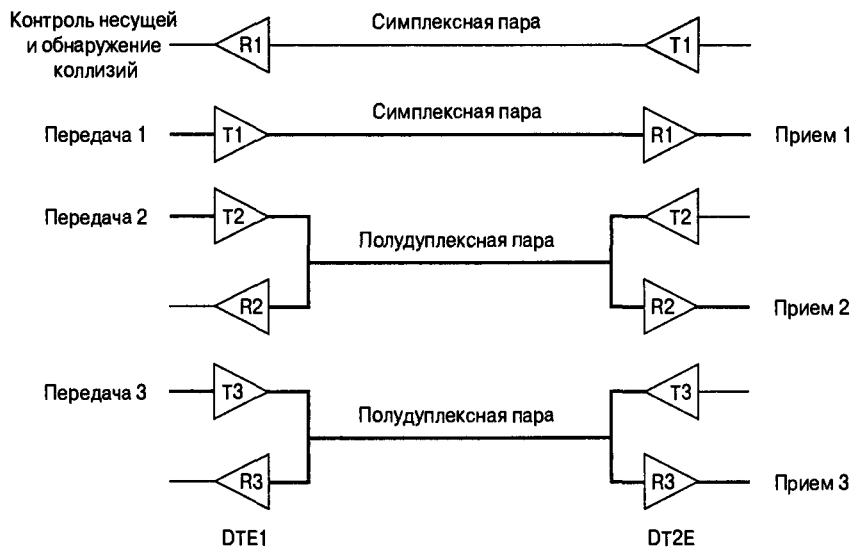 Контроль несущей
и обнаружение
коллизий
R1
Симплексная пара
T1
Передача 1
T1
Симплексная пара
R1
Прием 1
Передача 2
T2
T2
Полудуплексная пара
R2
R2
Прием 2
Передача 3
T3
T3
Полудуплексная пара
R3
R3
Прием 3
DTE1
DT2E